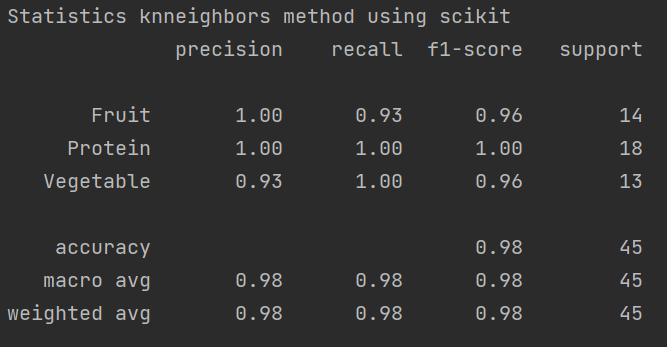 Statistics knneighbors method using scikit
precision recall f1-score support
Fruit 1.00 0.93 0.96 14
Protein 1.00 1.00 1.00 18
Vegetable 0.93 1.00 0.96 13
accuracy 0.98 45
macro avg 0.98 0.98 0.98 45
weighted avg 0.98 0.98 0.98 45